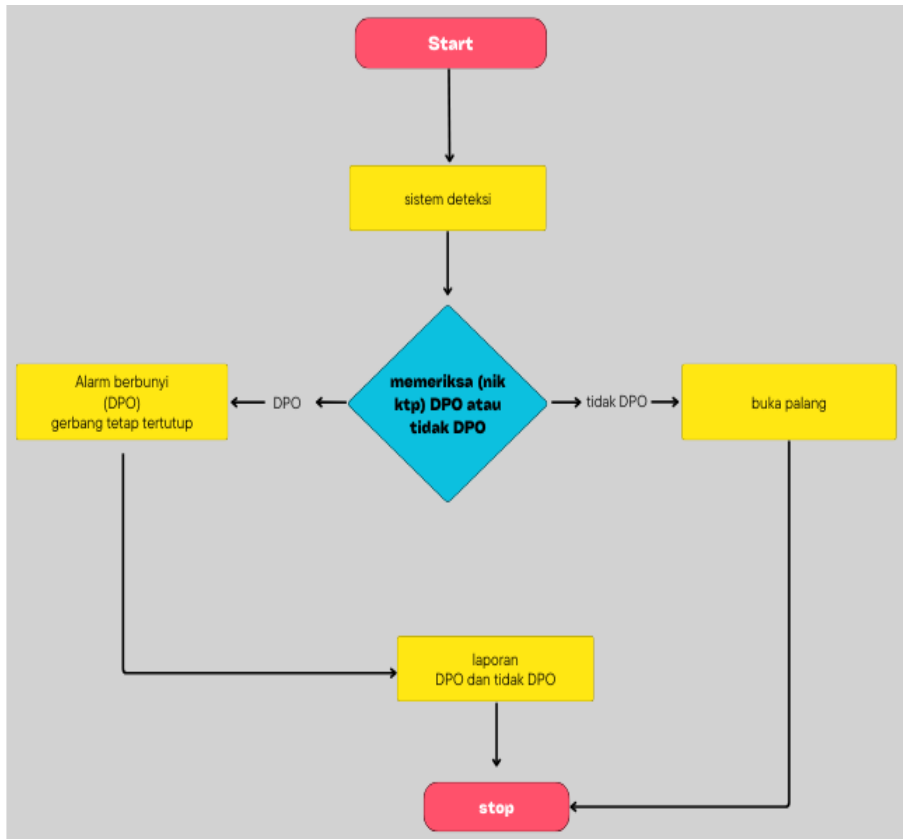 Start
sistem deteksi
memeriksa (nik
ktp) DPO atau
tidak DPO
DPO
tidak DPO
Alarm berbunyi
(DPO)
gerbang tetap tertutup
buka palang
laporan
DPO dan tidak DPO
stop